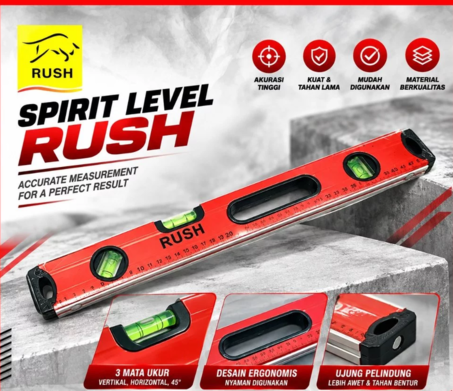 RUSH
AKURASI
TINGGI
KUAT &
TAHAN LAMA
MUDAH
DIGUNAKAN
MATERIAL
BERKUALITAS
SPIRIT LEVEL
RUSH
ACCURATE MEASUREMENT
FOR A PERFECT RESULT
RUSH
3 MATA UKUR
VERTIKAL, HORIZONTAL, 45°
DESAIN ERGONOMIS
NYAMAN DIGUNAKAN
UJUNG PELINDUNG
LEBIH AWET & TAHAN BENTUR